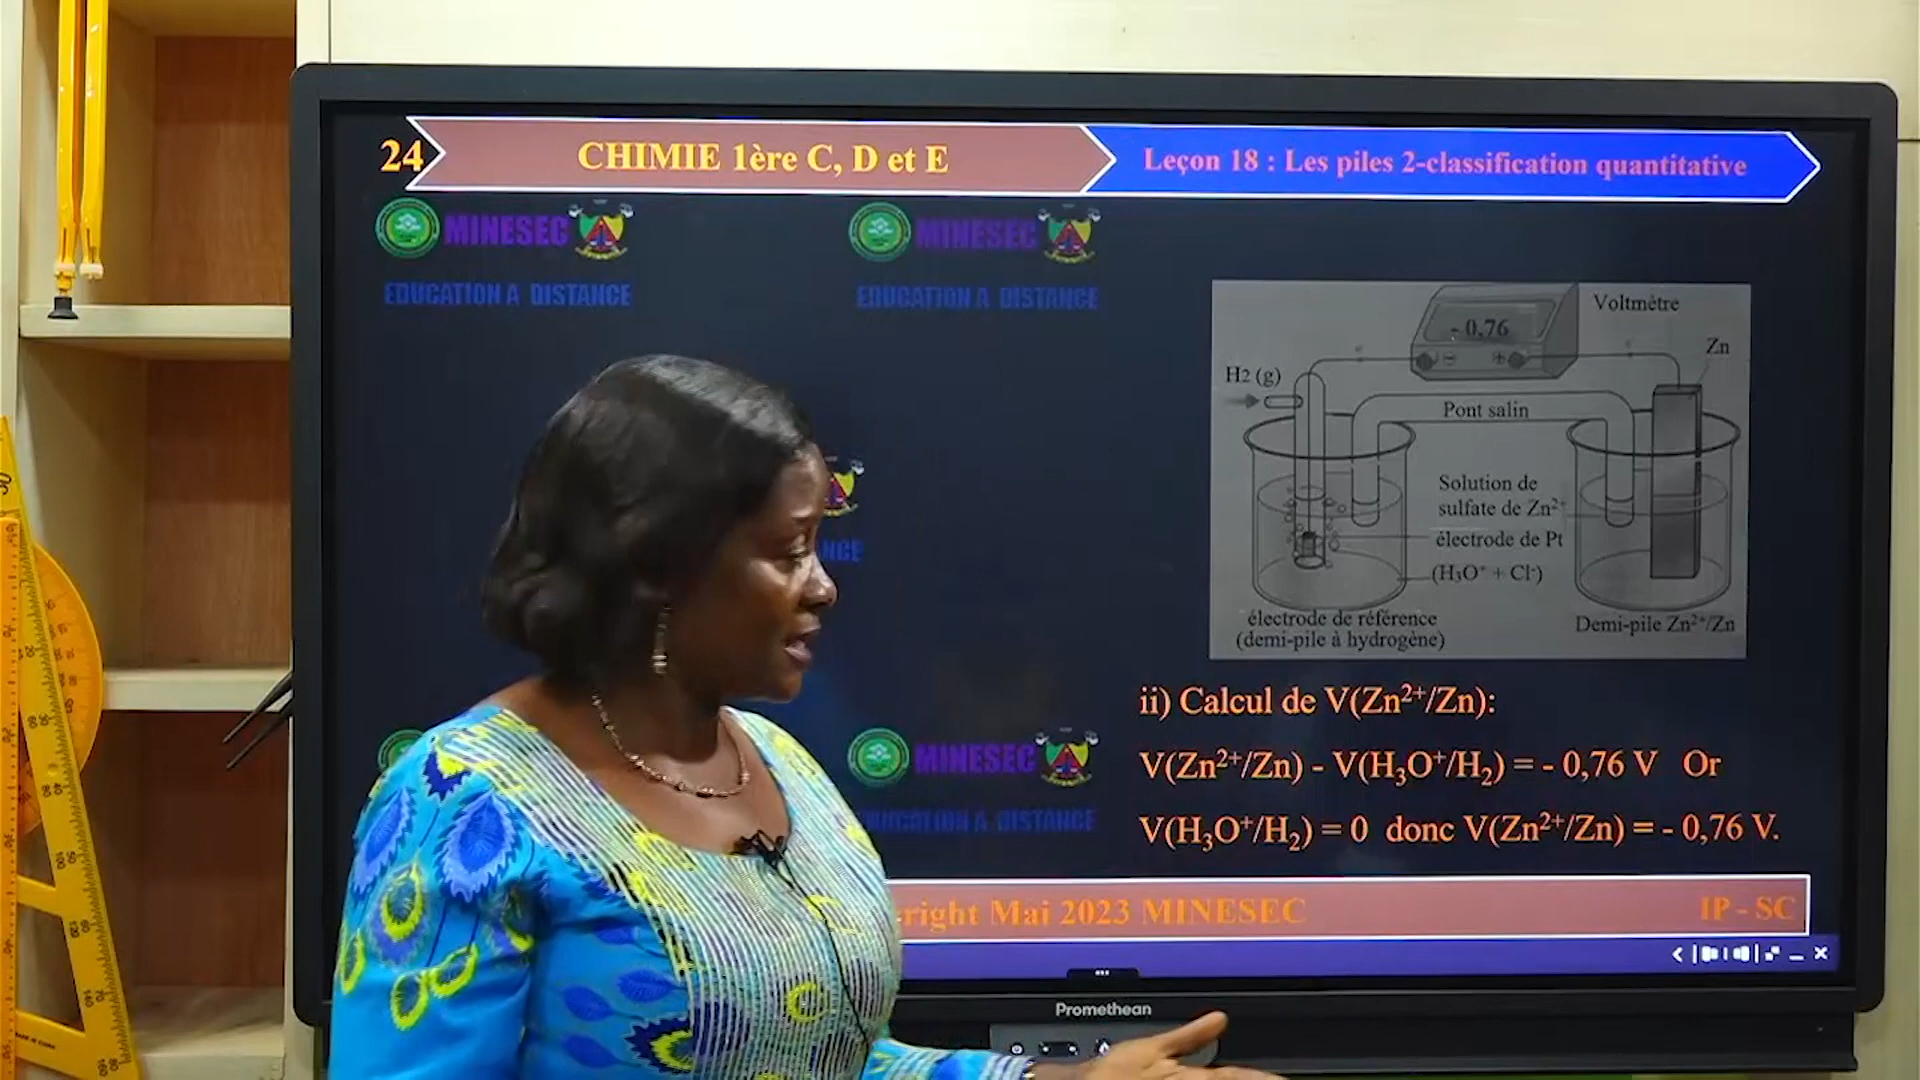 24
CHIMIE 1ère C, D et E
Leçon 18 : Les piles 2-classification quantitative
MINESEC
EDUCATION A DISTANCE
MINESEC
EDUCATION A DISTANCE
- 0,76
Voltmètre
Zn
H2 (g)
Pont salin
Solution de
sulfate de Zn²⁺
électrode de Pt
(H₃O⁺ + Cl⁻)
électrode de référence
(demi-pile à hydrogène)
Demi-pile Zn²⁺/Zn
ii) Calcul de V(Zn²⁺/Zn):
V(Zn²⁺/Zn) - V(H₃O⁺/H₂) = - 0,76 V Or
V(H₃O⁺/H₂) = 0 donc V(Zn²⁺/Zn) = - 0,76 V.
MINESEC
EDUCATION A DISTANCE
right Mai 2023 MINESEC
IP - SC
Promethean